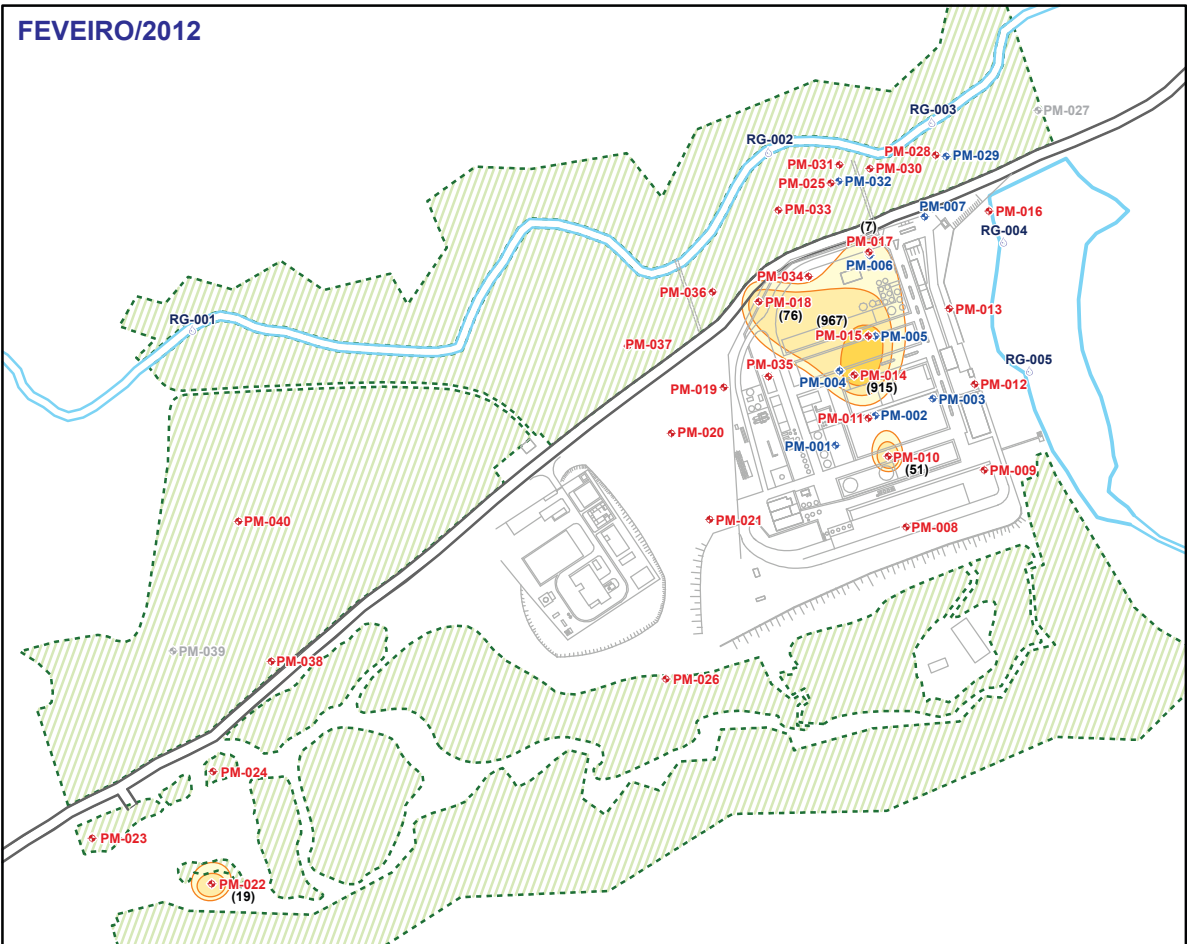 FEVEIRO/2012
RG-003
PM-027
RG-002
PM-028
PM-029
PM-031
PM-030
PM-025
PM-032
PM-033
PM-007
PM-016
(7)
RG-004
PM-017
PM-006
PM-034
PM-036
PM-018
(76)
(967)
PM-013
RG-001
PM-015
PM-005
PM-037
RG-005
PM-035
PM-014
PM-004
(915)
PM-019
PM-012
PM-003
PM-011
PM-002
PM-020
PM-001
PM-010
(51)
PM-009
PM-040
PM-021
PM-008
PM-039
PM-038
PM-026
PM-024
PM-023
PM-022
(19)